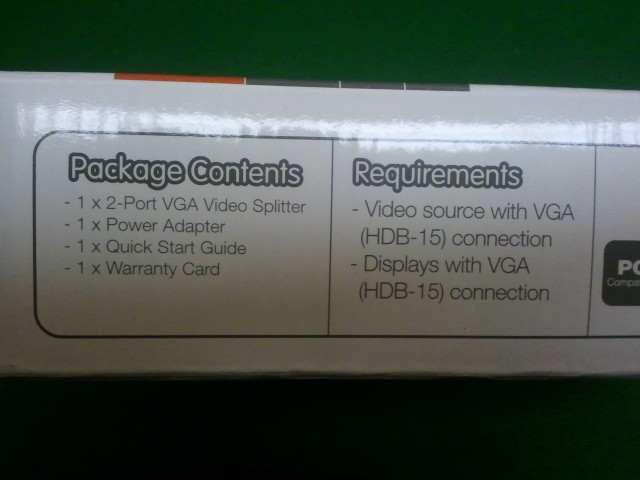 Package Contents
- 1 x 2-Port VGA Video Splitter
- 1 x Power Adapter
- 1 x Quick Start Guide
- 1 x Warranty Card
Requirements
- Video source with VGA
(HDB-15) connection
- Displays with VGA
(HDB-15) connection
PC